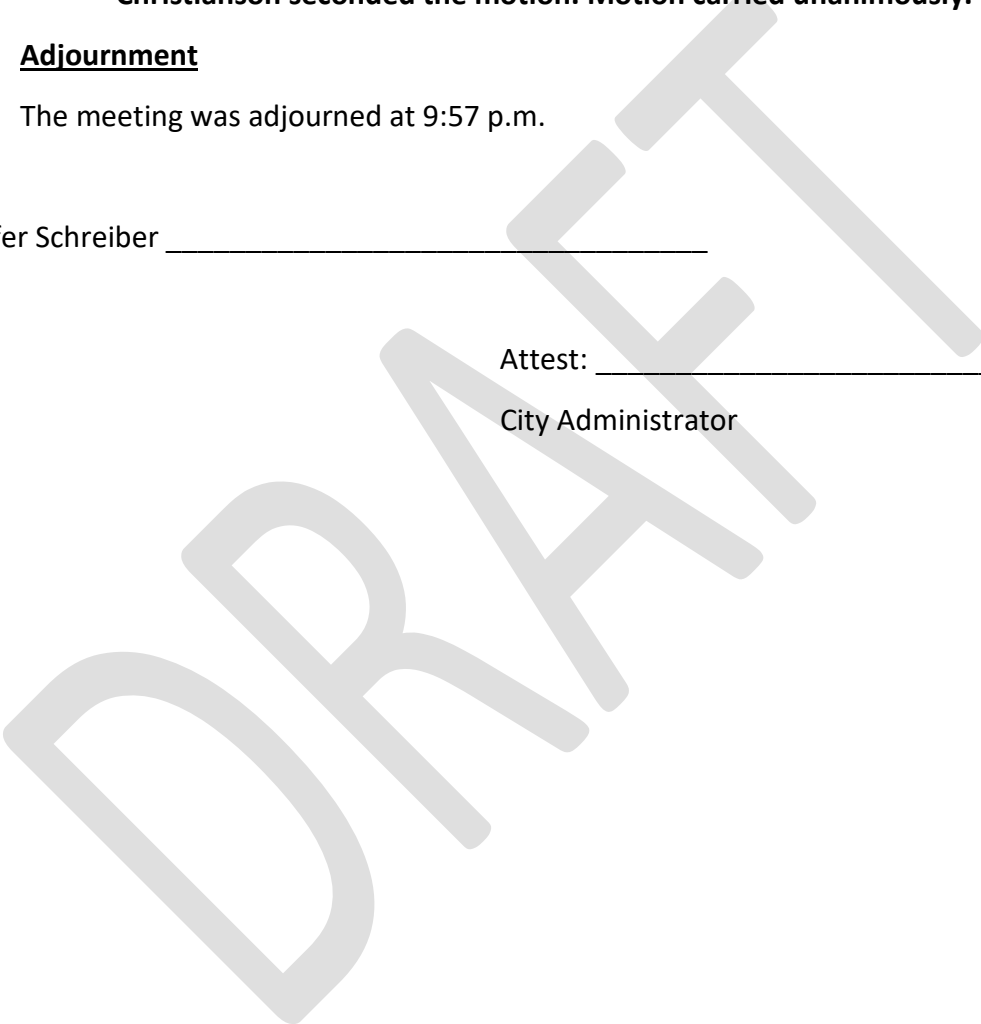 Christianson seconded the motion. Motion carried unanimously.
Adjournment
The meeting was adjourned at 9:57 p.m.
fer Schreiber ___________________________________
Attest: _________________________
City Administrator
DRAFT